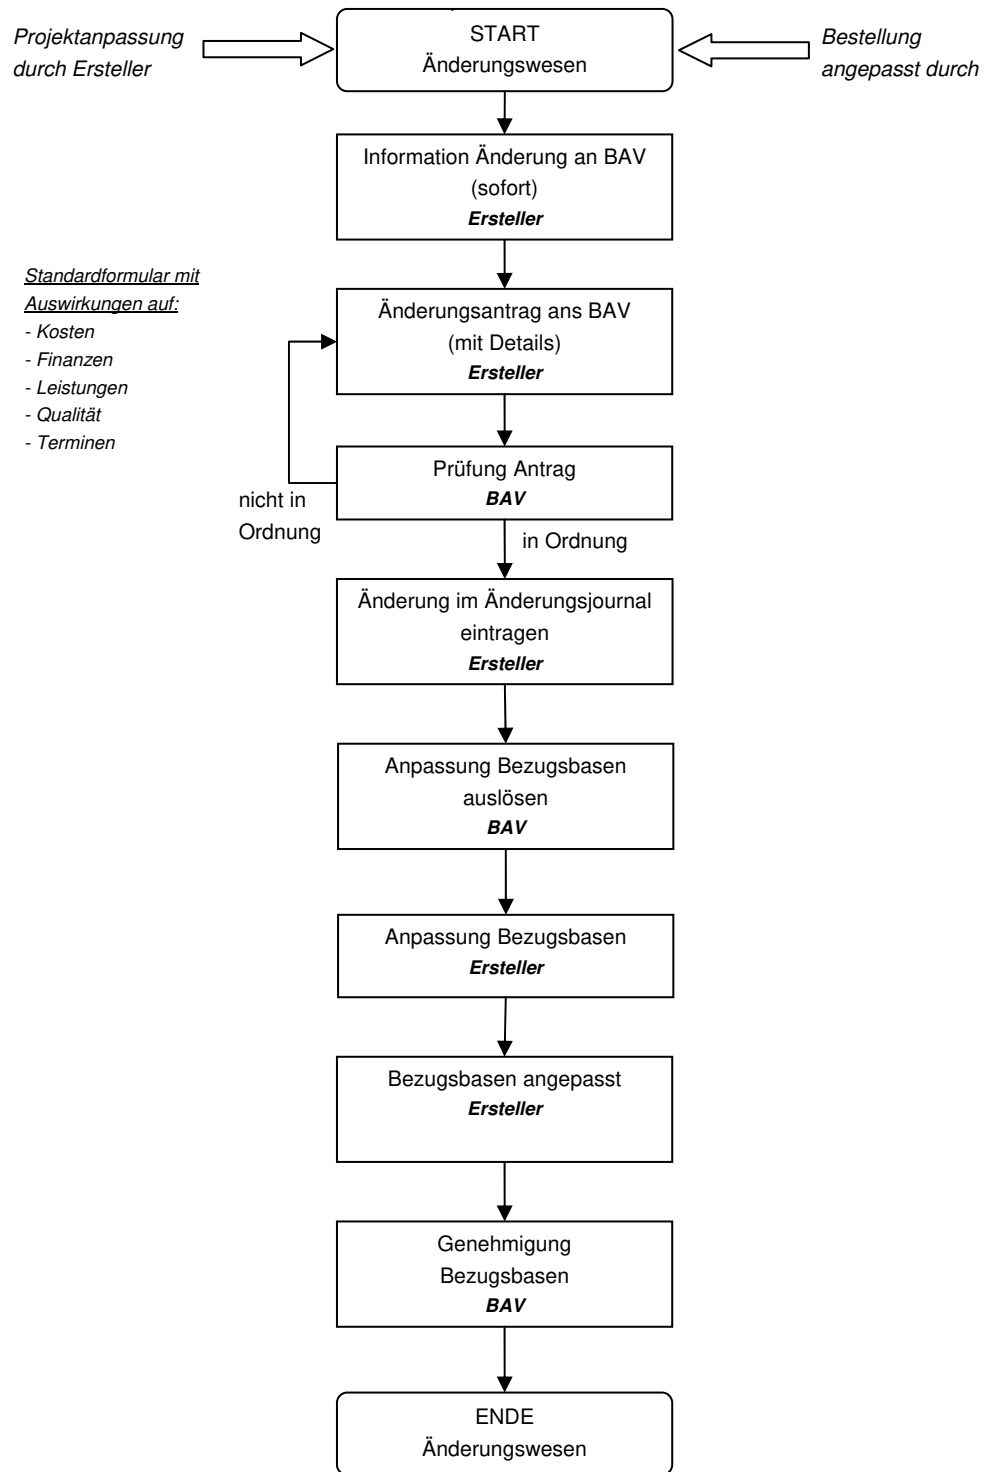 Projektanpassung
durch Ersteller
START
Änderungswesen
Bestellung
angepasst durch
Information Änderung an BAV
(sofort)
Ersteller
Standardformular mit
Auswirkungen auf:
- Kosten
- Finanzen
- Leistungen
- Qualität
- Terminen
Änderungsantrag ans BAV
(mit Details)
Ersteller
Prüfung Antrag
BAV
nicht in
Ordnung
in Ordnung
Änderung im Änderungsjournal
eintragen
Ersteller
Anpassung Bezugsbasen
auslösen
BAV
Anpassung Bezugsbasen
Ersteller
Bezugsbasen angepasst
Ersteller
Genehmigung
Bezugsbasen
BAV
ENDE
Änderungswesen